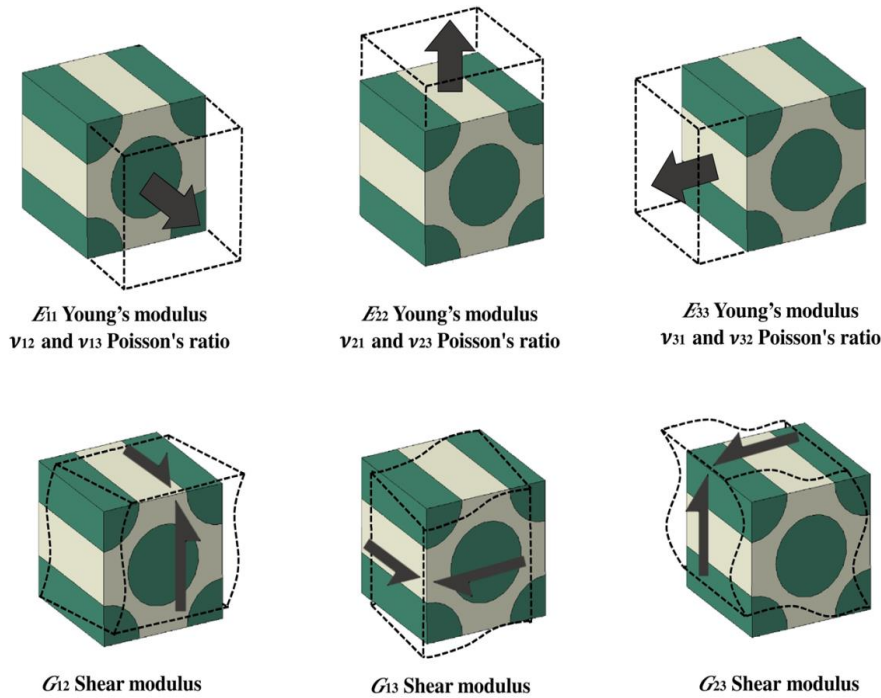 E11 Young’s modulus
ν12 and ν13 Poisson's ratio
E22 Young’s modulus
ν21 and ν23 Poisson's ratio
E33 Young’s modulus
ν31 and ν32 Poisson's ratio
G12 Shear modulus
G13 Shear modulus
G23 Shear modulus